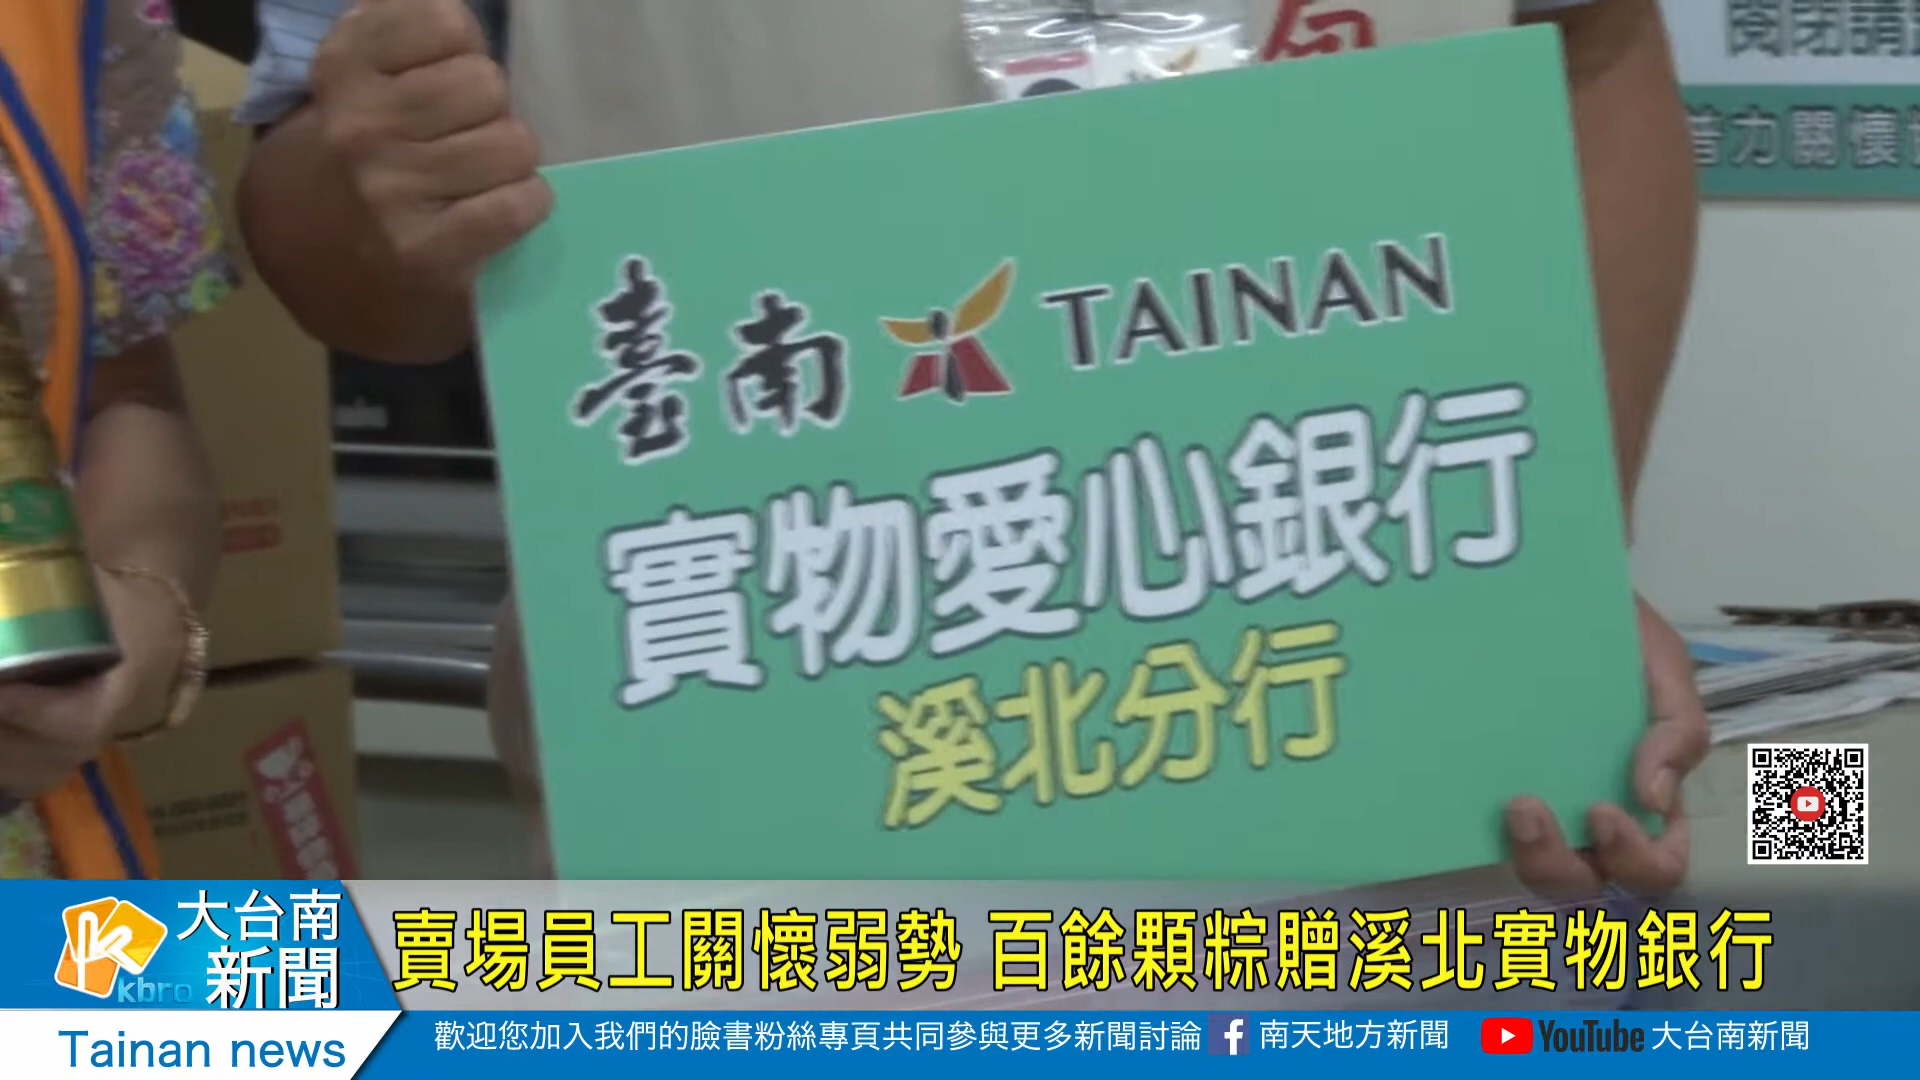 力關懷
臺南 TAINAN
實物愛心銀行
溪北分行
kbro
大台南
新聞
賣場員工關懷弱勢 百餘顆粽贈溪北實物銀行
Tainan news
歡迎您加入我們的臉書粉絲專頁共同參與更多新聞討論 南天地方新聞 YouTube 大台南新聞